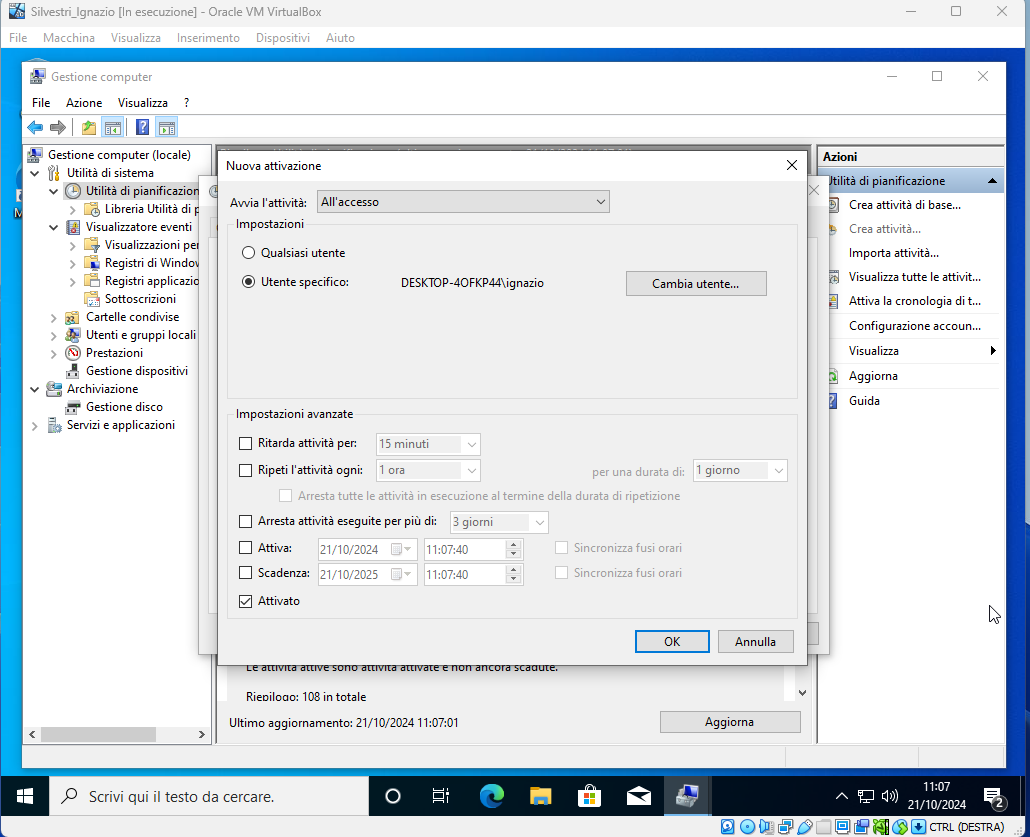 Silvestri_Ignazio [In esecuzione] - Oracle VM VirtualBox
File Macchina Visualizza Inserimento Dispositivi Aiuto
Gestione computer
File Azione Visualizza ?
Gestione computer (locale)
Utilità di sistema
Utilità di pianificazion
Libreria Utilità di p
Visualizzatore eventi
Visualizzazioni per
Registri di Window
Registri applicazio
Sottoscrizioni
Cartelle condivise
Utenti e gruppi locali
Prestazioni
Gestione dispositivi
Archiviazione
Gestione disco
Servizi e applicazioni
Nuova attivazione
Avvia l'attività: All'accesso
Impostazioni
Qualsiasi utente
Utente specifico: DESKTOP-4OFKP44\ignazio Cambia utente...
Impostazioni avanzate
Ritarda attività per: 15 minuti
Ripeti l'attività ogni: 1 ora per una durata di: 1 giorno
Arresta tutte le attività in esecuzione al termine della durata di ripetizione
Arresta attività eseguite per più di: 3 giorni
Attiva: 21/10/2024 11:07:40 Sincronizza fusi orari
Scadenza: 21/10/2025 11:07:40 Sincronizza fusi orari
Attivato
OK Annulla
Le attività attive sono attività attivate e non ancora scadute.
Riepilogo: 108 in totale
Ultimo aggiornamento: 21/10/2024 11:07:01 Aggiorna
Azioni
Utilità di pianificazione
Crea attività di base...
Crea attività...
Importa attività...
Visualizza tutte le attivit...
Attiva la cronologia di t...
Configurazione accoun...
Visualizza
Aggiorna
Guida
Scrivi qui il testo da cercare.
11:07
21/10/2024
2
CTRL (DESTRA)